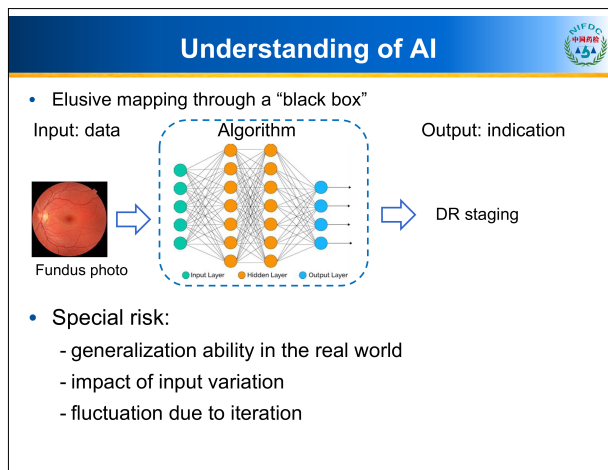 Understanding of AI
NIFDC
中国药检
• Elusive mapping through a “black box”
Input: data
Algorithm
Output: indication
Fundus photo
DR staging
Input Layer
Hidden Layer
Output Layer
• Special risk:
- generalization ability in the real world
- impact of input variation
- fluctuation due to iteration